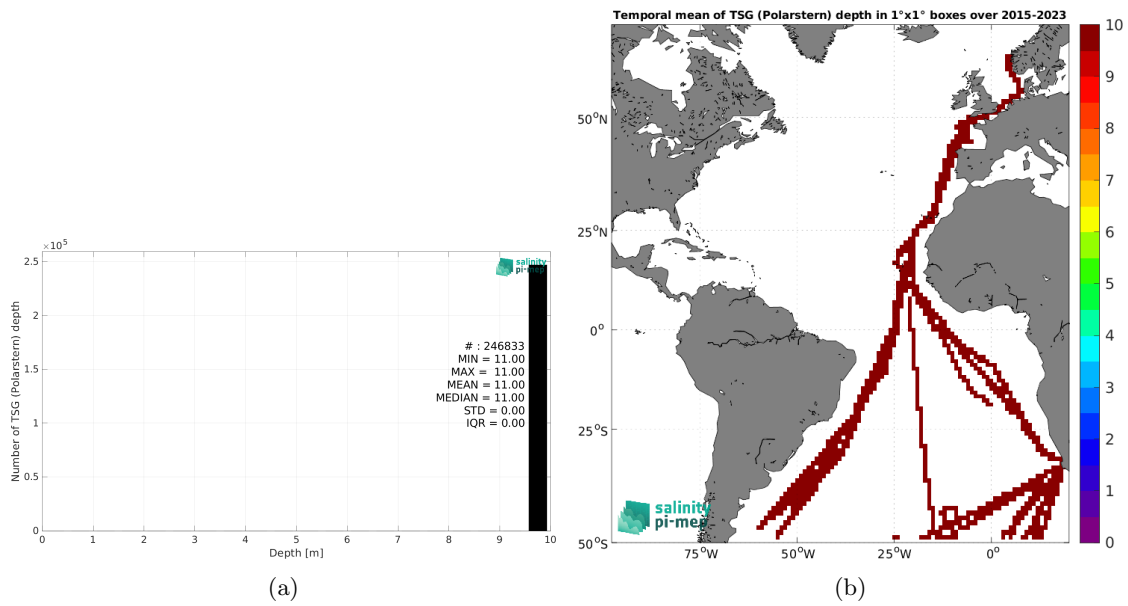 ×10⁵
2.5
2
1.5
1
0.5
0
Number of TSG (Polarstern) depth
salinity
pi-mep
# : 246833
MIN = 11.00
MAX = 11.00
MEAN = 11.00
MEDIAN = 11.00
STD = 0.00
IQR = 0.00
0 1 2 3 4 5 6 7 8 9 10
Depth [m]
(a)
Temporal mean of TSG (Polarstern) depth in 1°x1° boxes over 2015-2023
50°N
25°N
0°
25°S
50°S
salinity
pi-mep
75°W 50°W 25°W 0°
10
9
8
7
6
5
4
3
2
1
0
(b)